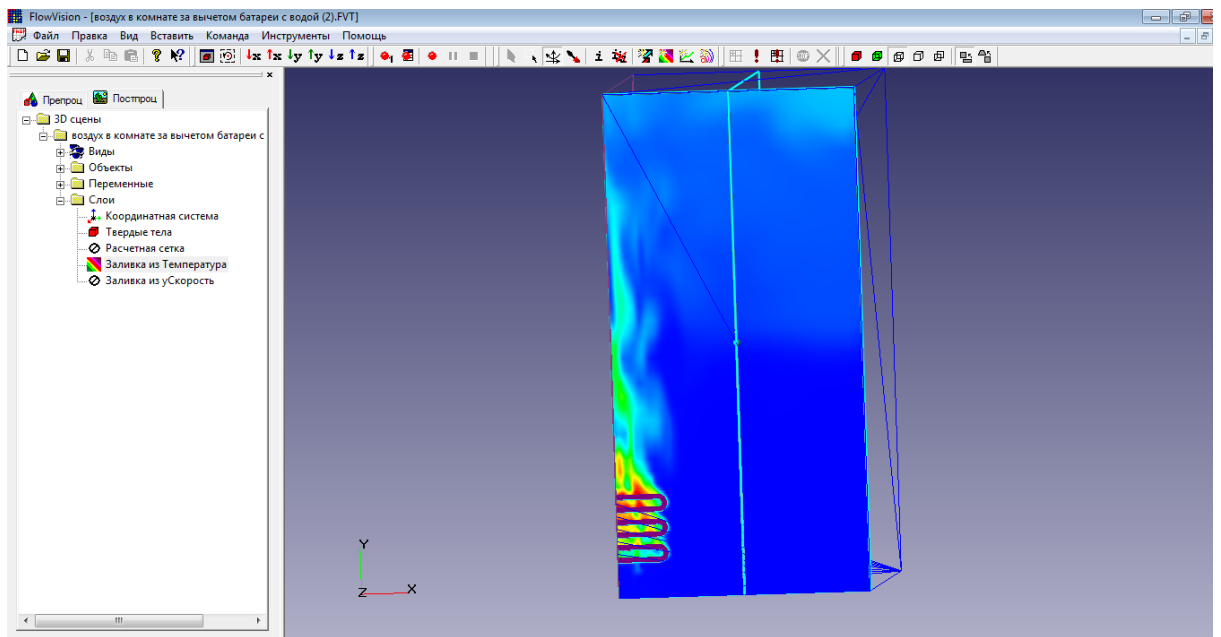 FlowVision - [воздух в комнате за вычетом батареи с водой (2).FVT]
Файл Правка Вид Вставить Команда Инструменты Помощь
Препроц Постпроц
3D сцены
воздух в комнате за вычетом батареи с
Виды
Объекты
Переменные
Слои
Координатная система
Твердые тела
Расчетная сетка
Заливка из Температура
Заливка из yСкорость
Y
Z X